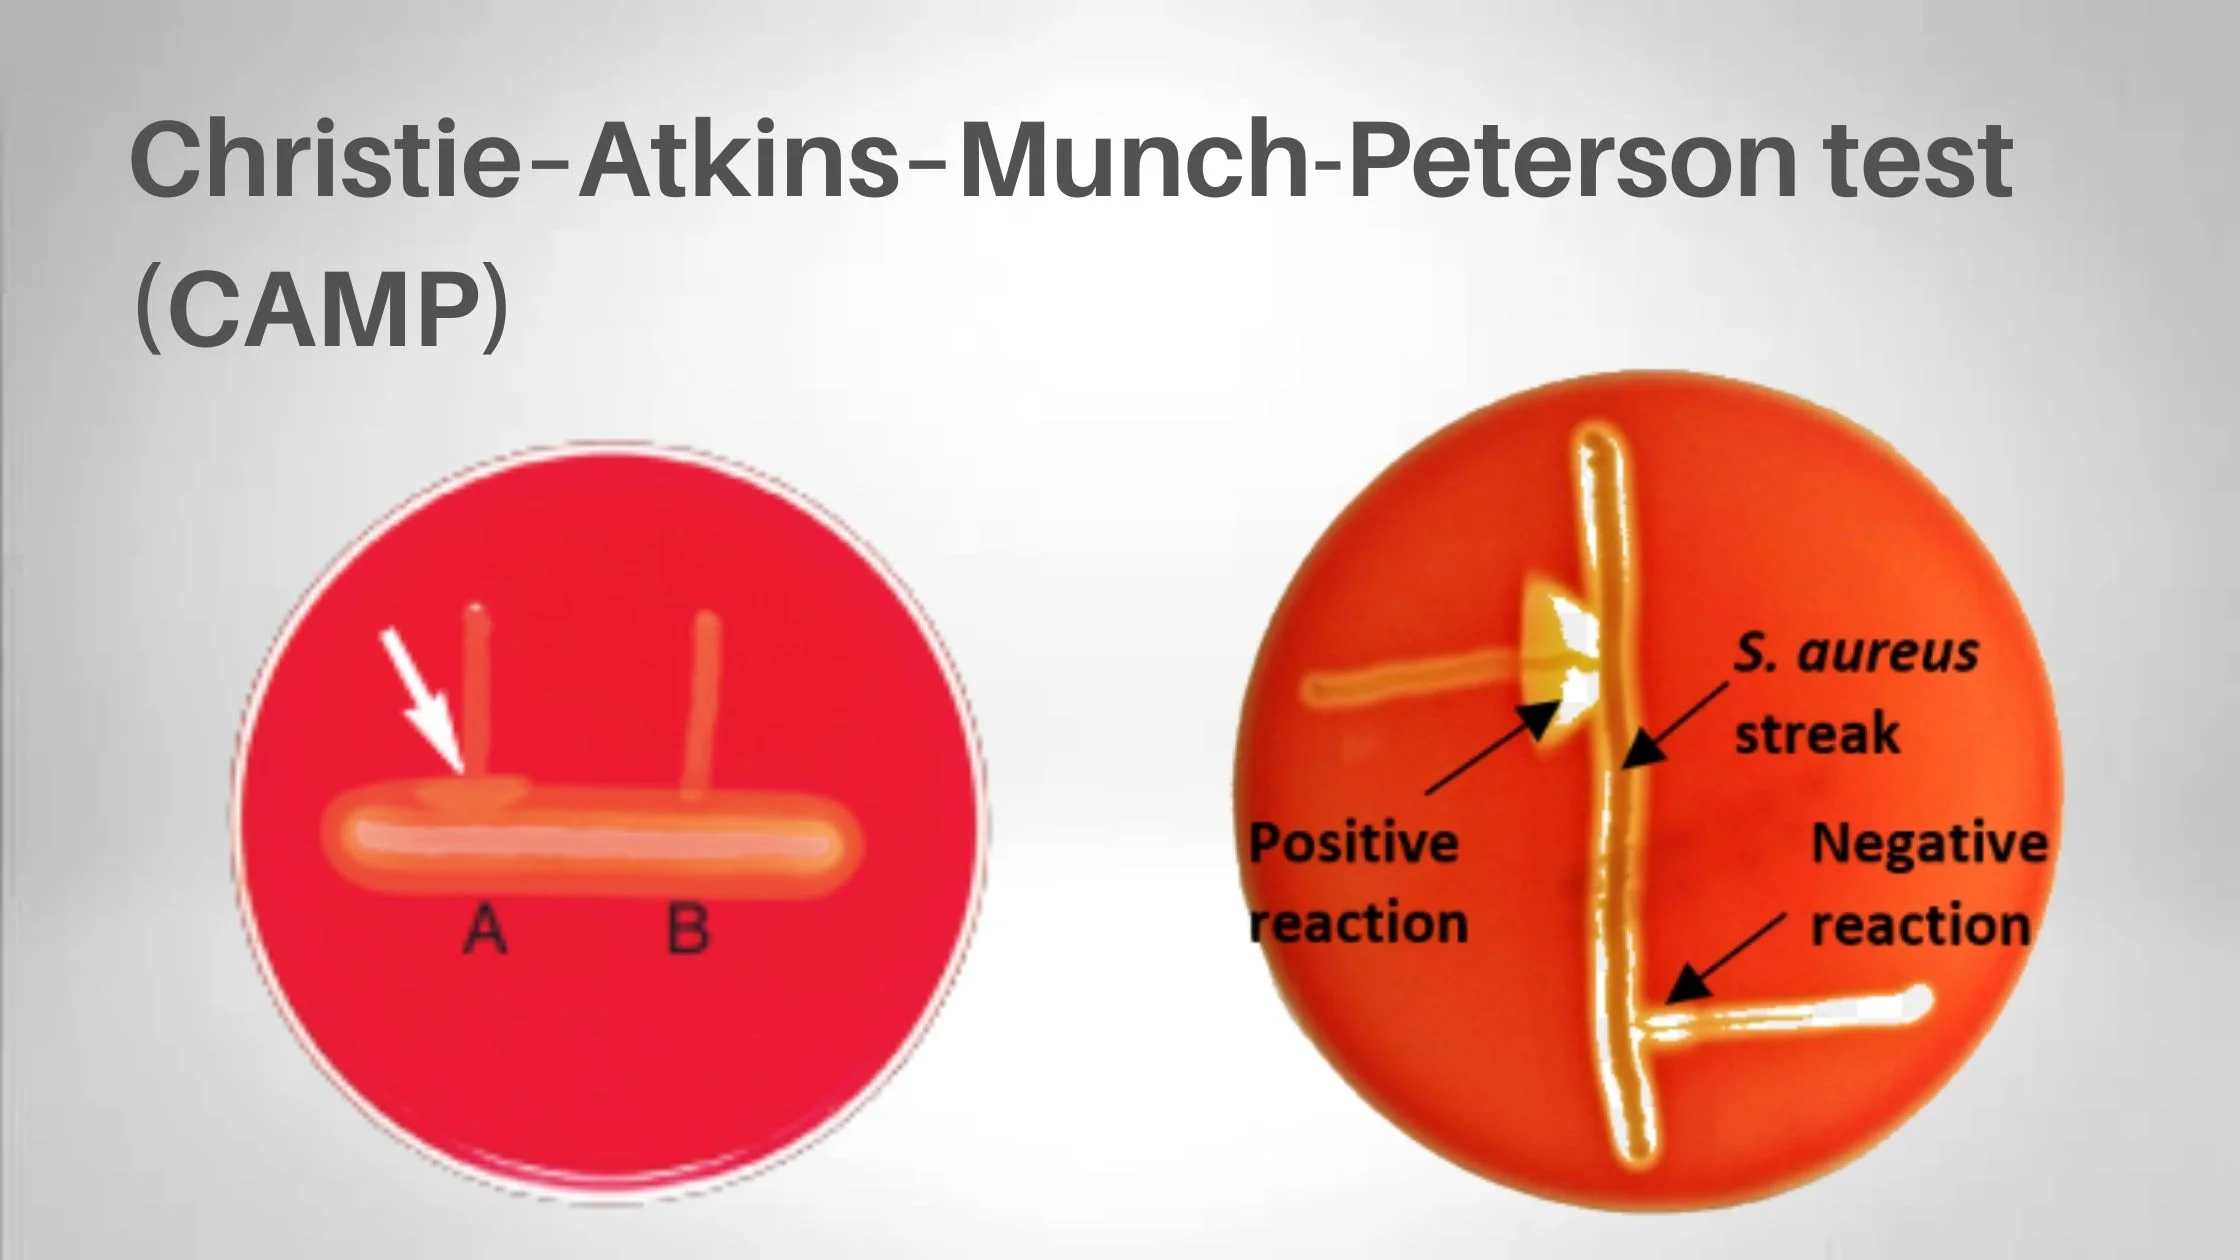 Christie–Atkins–Munch-Peterson test
(CAMP)
A
B
S. aureus
streak
Positive
reaction
Negative
reaction